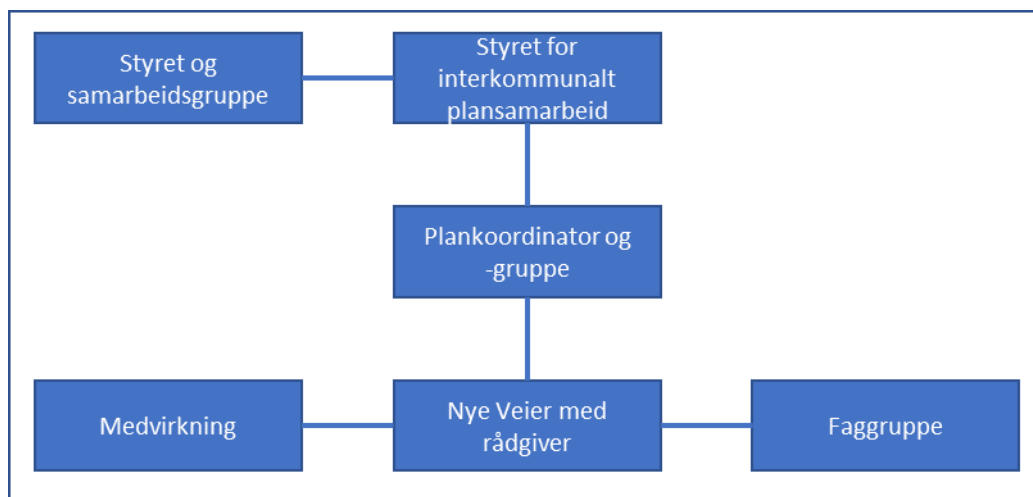 Styret og
samarbeidsgruppe
Styret for
interkommunalt
plansamarbeid
Plankoordinator og
-gruppe
Medvirkning
Nye Veier med
rådgiver
Faggruppe